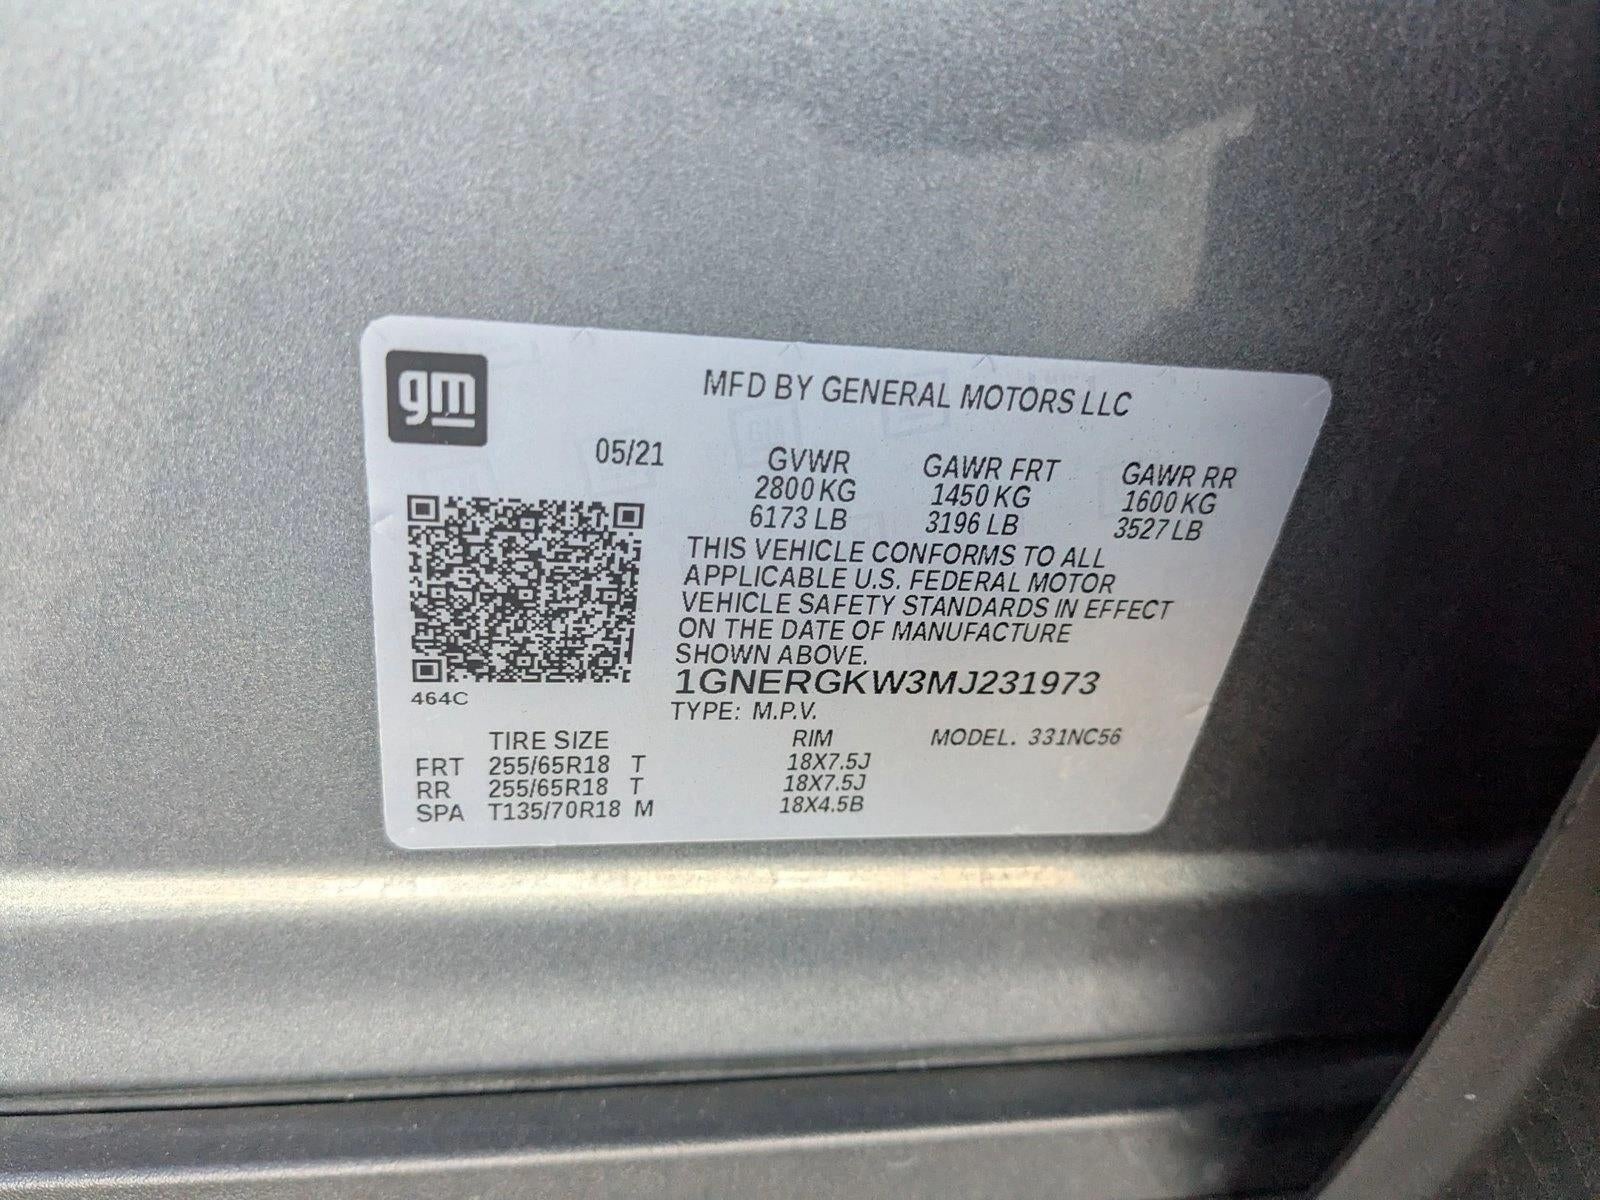 gm
MFD BY GENERAL MOTORS LLC
05/21
GVWR GAWR FRT GAWR RR
2800 KG 1450 KG 1600 KG
6173 LB 3196 LB 3527 LB
THIS VEHICLE CONFORMS TO ALL
APPLICABLE U.S. FEDERAL MOTOR
VEHICLE SAFETY STANDARDS IN EFFECT
ON THE DATE OF MANUFACTURE
SHOWN ABOVE.
1GNERGKW3MJ231973
464C
TYPE: M.P.V.
TIRE SIZE RIM MODEL. 331NC56
FRT 255/65R18 T 18X7.5J
RR 255/65R18 T 18X7.5J
SPA T135/70R18 M 18X4.5B